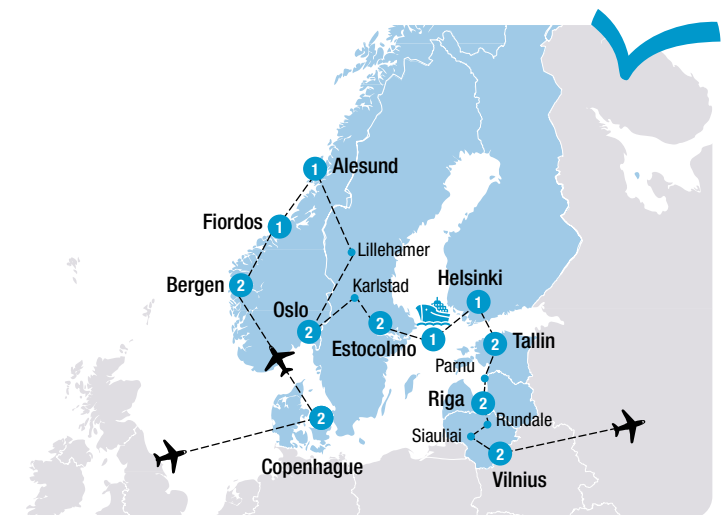 1 Alesund
Fiordos 1
Lillehamer
Bergen 2
Karlstad
Helsinki
1
Oslo
2
2
Estocolmo 1
2 Tallin
Parnu
Riga 2
Rundale
Siauliai
2
Copenhague
2
Vilnius